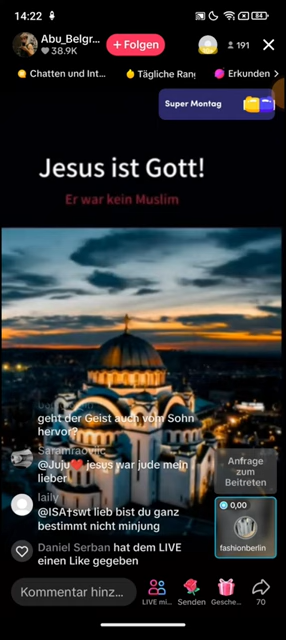 14:22
84
Abu_Belgr...
38.9K
+ Folgen
191
Chatten und Int...
Tägliche Rang
Erkunden >
Super Montag
Jesus ist Gott!
Er war kein Muslim
geht der Geist auch vom Sohn
hervor?
Saramraovic
@Juju❤️ jesus war jude mein
lieber
laily
@ISA+swt lieb bist du ganz
bestimmt nicht minjung
Daniel Serban hat dem LIVE
einen Like gegeben
Anfrage
zum
Beitreten
0,00
fashionberlin
Kommentar hinz...
LIVE mi...
Senden
Gesche...
70